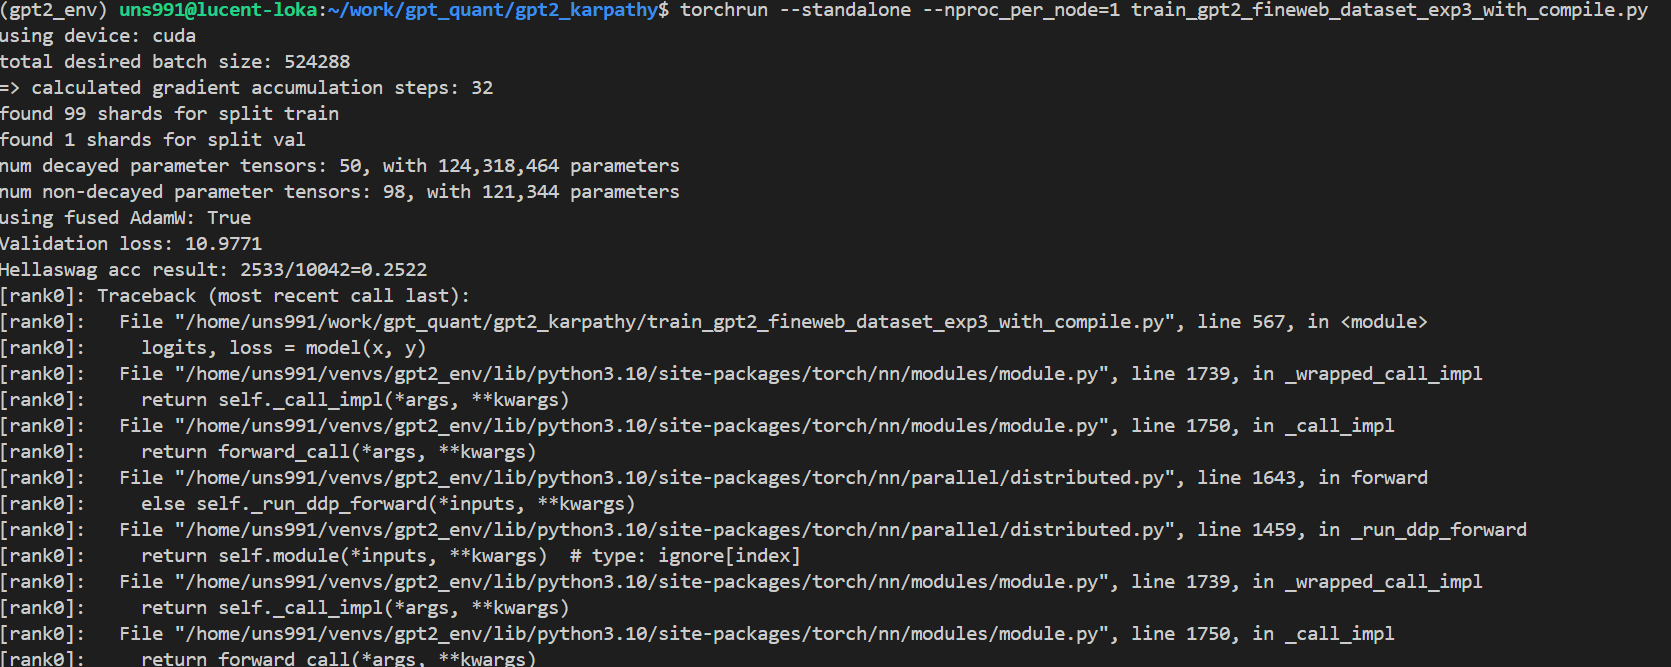 (gpt2_env) uns991@lucent-loka:~/work/gpt_quant/gpt2_karpathy$ torchrun --standalone --nproc_per_node=1 train_gpt2_fineweb_dataset_exp3_with_compile.py
using device: cuda
total desired batch size: 524288
=> calculated gradient accumulation steps: 32
found 99 shards for split train
found 1 shards for split val
num decayed parameter tensors: 50, with 124,318,464 parameters
num non-decayed parameter tensors: 98, with 121,344 parameters
using fused AdamW: True
Validation loss: 10.9771
Hellaswag acc result: 2533/10042=0.2522
[rank0]: Traceback (most recent call last):
[rank0]:   File "/home/uns991/work/gpt_quant/gpt2_karpathy/train_gpt2_fineweb_dataset_exp3_with_compile.py", line 567, in <module>
[rank0]:     logits, loss = model(x, y)
[rank0]:   File "/home/uns991/venvs/gpt2_env/lib/python3.10/site-packages/torch/nn/modules/module.py", line 1739, in _wrapped_call_impl
[rank0]:     return self._call_impl(*args, **kwargs)
[rank0]:   File "/home/uns991/venvs/gpt2_env/lib/python3.10/site-packages/torch/nn/modules/module.py", line 1750, in _call_impl
[rank0]:     return forward_call(*args, **kwargs)
[rank0]:   File "/home/uns991/venvs/gpt2_env/lib/python3.10/site-packages/torch/nn/parallel/distributed.py", line 1643, in forward
[rank0]:     else self._run_ddp_forward(*inputs, **kwargs)
[rank0]:   File "/home/uns991/venvs/gpt2_env/lib/python3.10/site-packages/torch/nn/parallel/distributed.py", line 1459, in _run_ddp_forward
[rank0]:     return self.module(*inputs, **kwargs)  # type: ignore[index]
[rank0]:   File "/home/uns991/venvs/gpt2_env/lib/python3.10/site-packages/torch/nn/modules/module.py", line 1739, in _wrapped_call_impl
[rank0]:     return self._call_impl(*args, **kwargs)
[rank0]:   File "/home/uns991/venvs/gpt2_env/lib/python3.10/site-packages/torch/nn/modules/module.py", line 1750, in _call_impl
[rank0]:     return forward_call(*args, **kwargs)